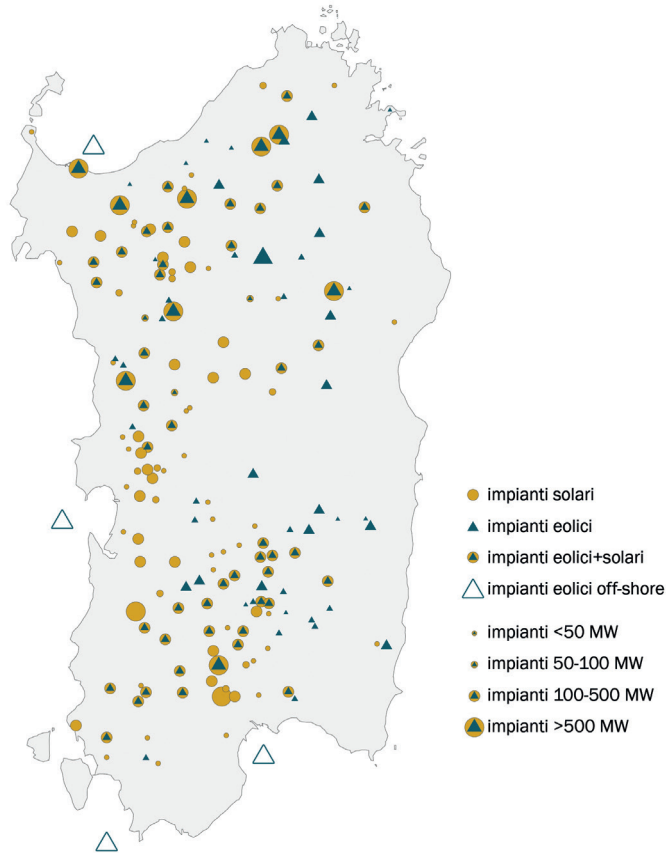 impianti solari
impianti eolici
impianti eolici+solari
impianti eolici off-shore
impianti <50 MW
impianti 50-100 MW
impianti 100-500 MW
impianti >500 MW